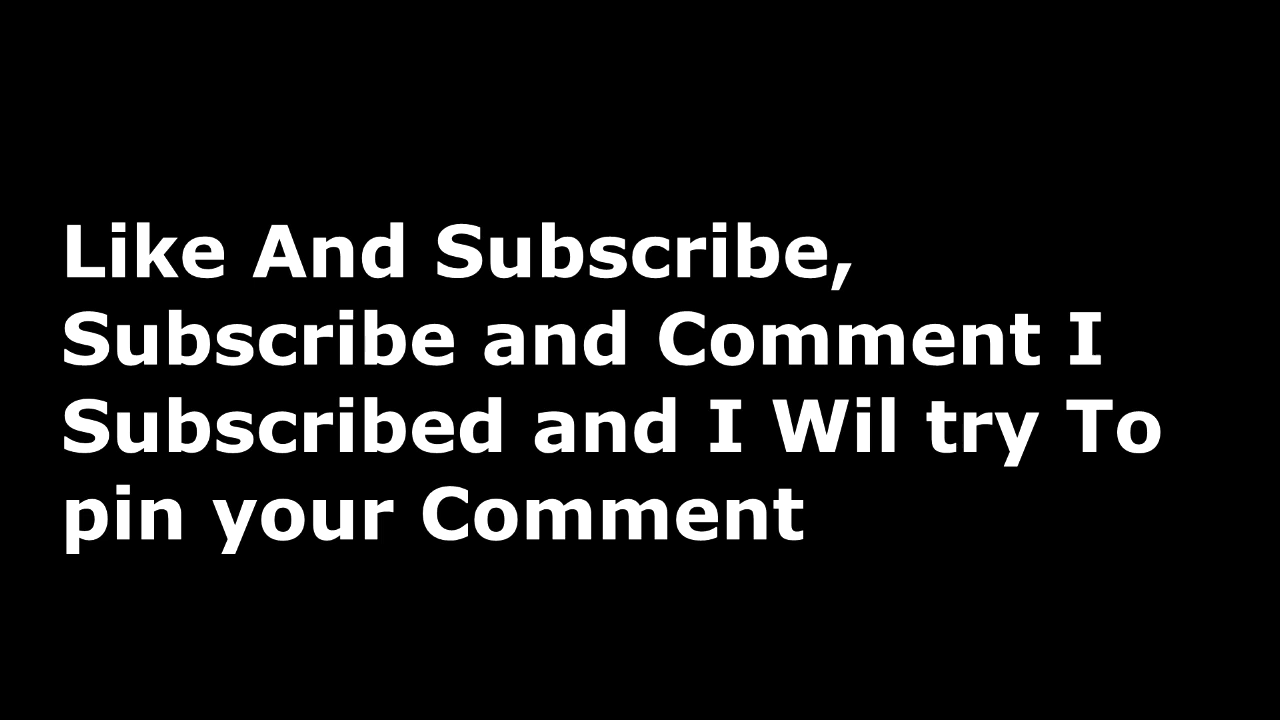 Like And Subscribe,
Subscribe and Comment I
Subscribed and I Wil try To
pin your Comment